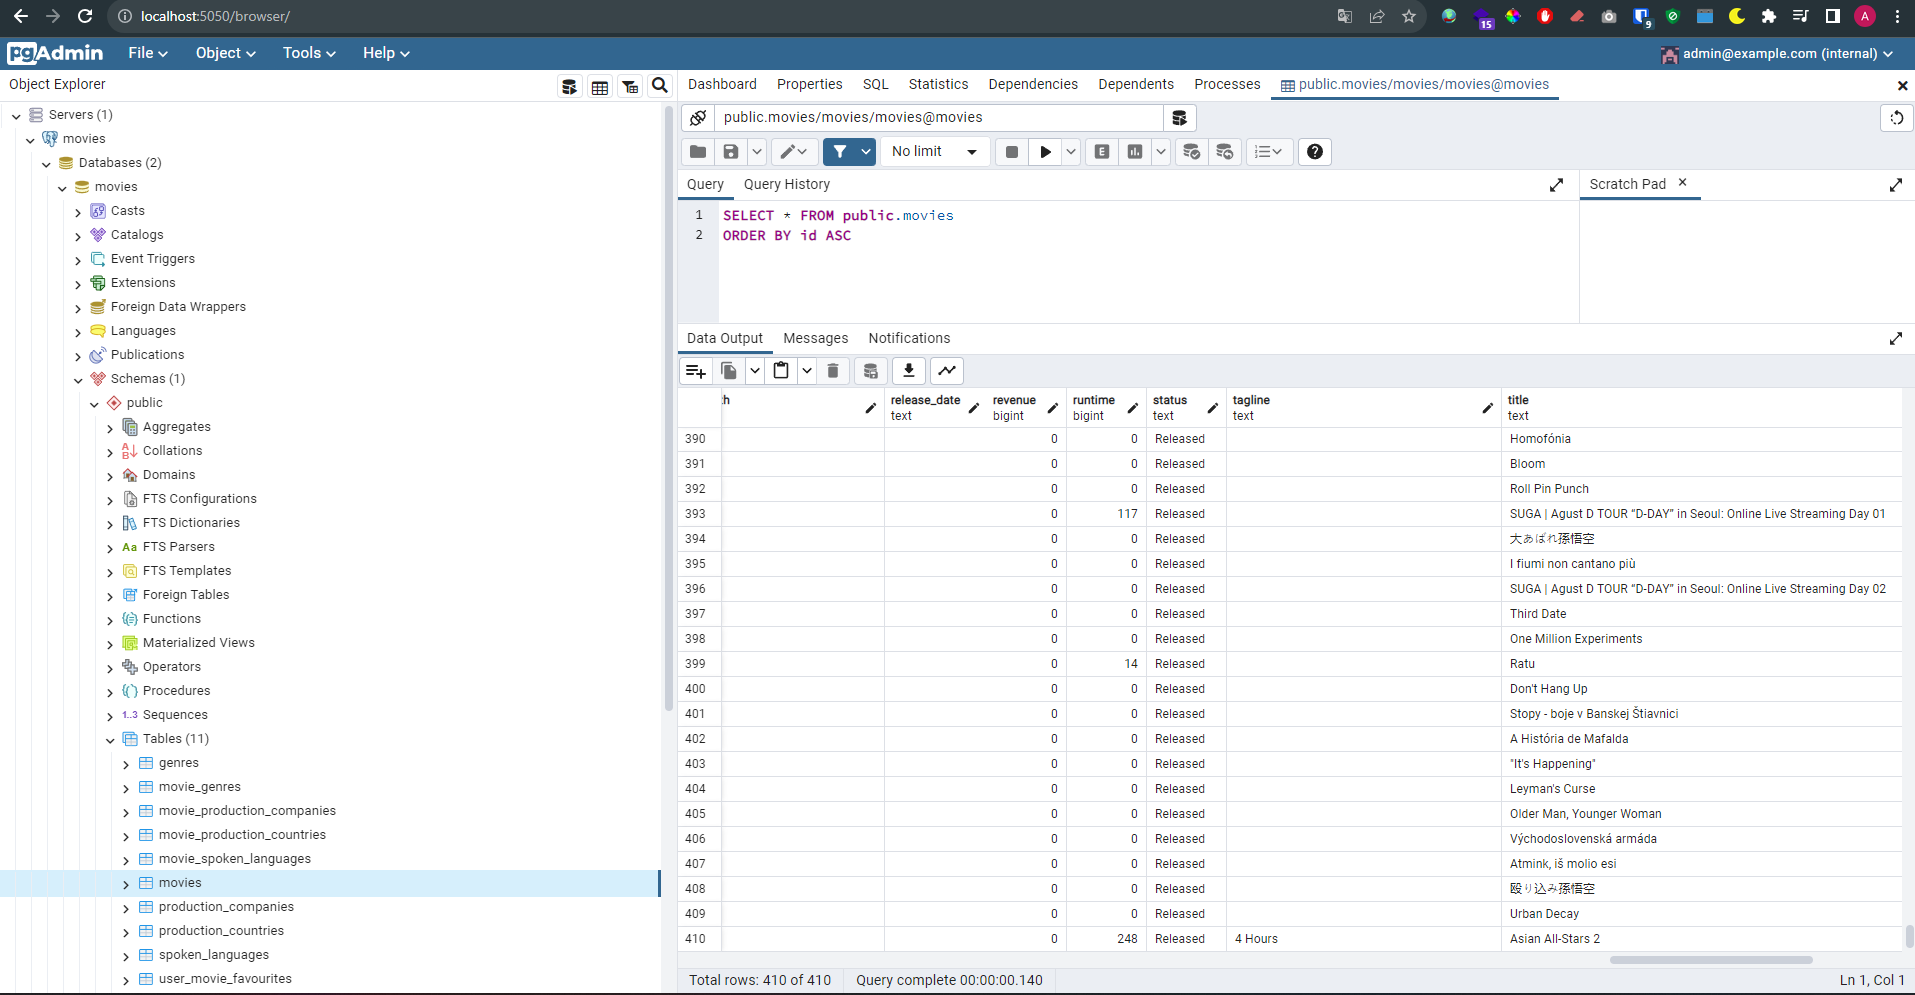 localhost:5050/browser/
15
9
A
pgAdmin File Object Tools Help admin@example.com (internal)
Object Explorer
Dashboard Properties SQL Statistics Dependencies Dependents Processes public.movies/movies/movies@movies
Servers (1)
movies
Databases (2)
movies
Casts
Catalogs
Event Triggers
Extensions
Foreign Data Wrappers
Languages
Publications
Schemas (1)
public
Aggregates
Collations
Domains
FTS Configurations
FTS Dictionaries
Aa FTS Parsers
FTS Templates
Foreign Tables
Functions
Materialized Views
Operators
Procedures
1..3 Sequences
Tables (11)
genres
movie_genres
movie_production_companies
movie_production_countries
movie_spoken_languages
movies
production_companies
production_countries
spoken_languages
user_movie_favourites
public.movies/movies/movies@movies
No limit
E
Query Query History
Scratch Pad
1 SELECT * FROM public.movies
2 ORDER BY id ASC
Data Output Messages Notifications
release_date revenue runtime status tagline title
text bigint bigint text text text
390 0 0 Released Homofónia
391 0 0 Released Bloom
392 0 0 Released Roll Pin Punch
393 0 117 Released SUGA | Agust D TOUR “D-DAY” in Seoul: Online Live Streaming Day 01
394 0 0 Released 大あばれ孫悟空
395 0 0 Released I fiumi non cantano più
396 0 0 Released SUGA | Agust D TOUR “D-DAY” in Seoul: Online Live Streaming Day 02
397 0 0 Released Third Date
398 0 0 Released One Million Experiments
399 0 14 Released Ratu
400 0 0 Released Don't Hang Up
401 0 0 Released Stopy - boje v Banskej Štiavnici
402 0 0 Released A História de Mafalda
403 0 0 Released "It's Happening"
404 0 0 Released Leyman's Curse
405 0 0 Released Older Man, Younger Woman
406 0 0 Released Východoslovenská armáda
407 0 0 Released Atmink, iš molio esi
408 0 0 Released 殴り込み孫悟空
409 0 0 Released Urban Decay
410 0 248 Released 4 Hours Asian All-Stars 2
Total rows: 410 of 410 Query complete 00:00:00.140 Ln 1, Col 1